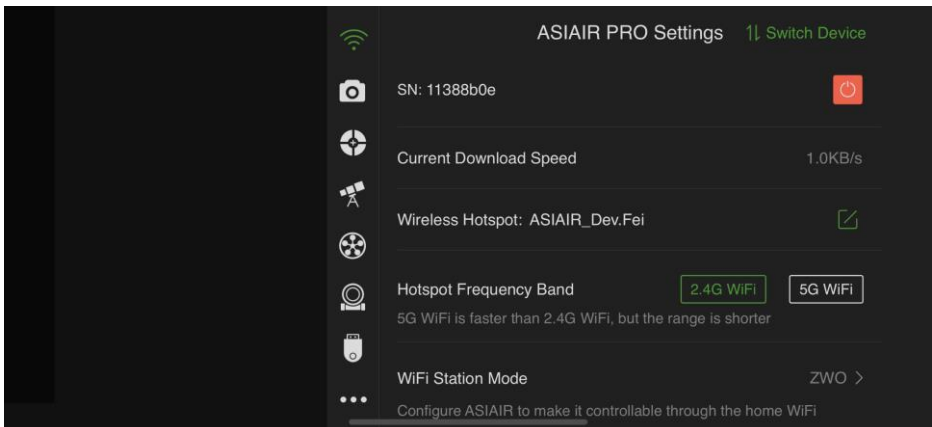 ASIAIR PRO Settings
Switch Device
SN: 11388b0e
Current Download Speed
1.0KB/s
Wireless Hotspot: ASIAIR_Dev.Fei
Hotspot Frequency Band
2.4G WiFi
5G WiFi
5G WiFi is faster than 2.4G WiFi, but the range is shorter
WiFi Station Mode
ZWO >
Configure ASIAIR to make it controllable through the home WiFi